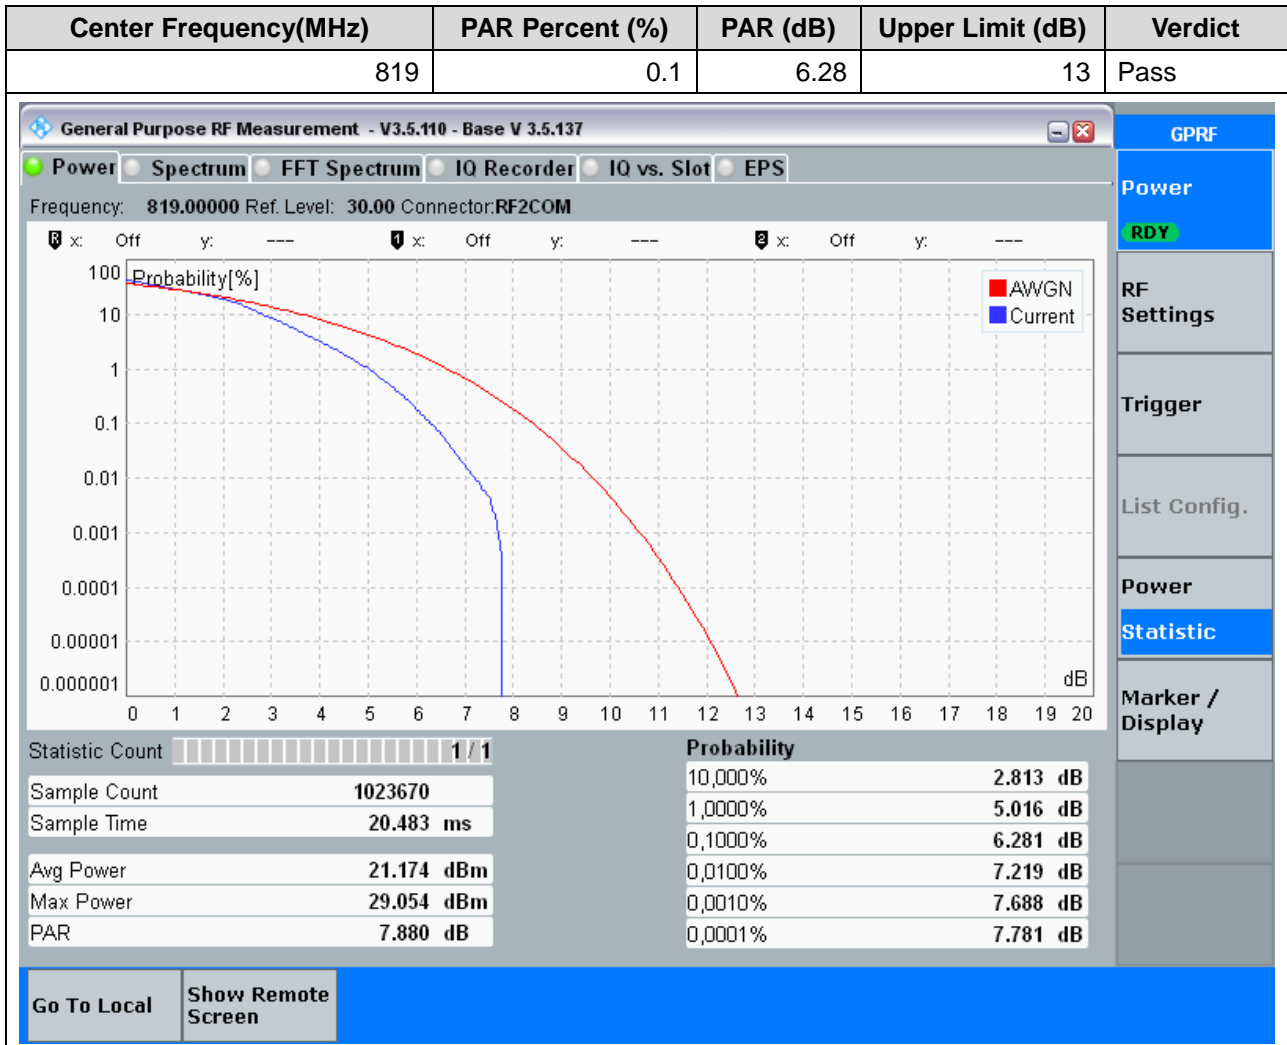 Center Frequency(MHz) PAR Percent (%) PAR (dB) Upper Limit (dB) Verdict
819 0.1 6.28 13 Pass
General Purpose RF Measurement - V3.5.110 - Base V 3.5.137
GPRF
Power Spectrum FFT Spectrum IQ Recorder IQ vs. Slot EPS
Power
RDY
Frequency: 819.00000 Ref. Level: 30.00 Connector:RF2COM
R x: Off y: --- 1 x: Off y: --- 2 x: Off y: ---
Probability[%]
AWGN
Current
100
10
1
0.1
0.01
0.001
0.0001
0.00001
0.000001
dB
0 1 2 3 4 5 6 7 8 9 10 11 12 13 14 15 16 17 18 19 20
RF
Settings
Trigger
List Config.
Power
Statistic
Marker /
Display
Statistic Count 1 / 1
Sample Count 1023670
Sample Time 20.483 ms
Avg Power 21.174 dBm
Max Power 29.054 dBm
PAR 7.880 dB
Probability
10,000% 2.813 dB
1,0000% 5.016 dB
0,1000% 6.281 dB
0,0100% 7.219 dB
0,0010% 7.688 dB
0,0001% 7.781 dB
Go To Local
Show Remote
Screen